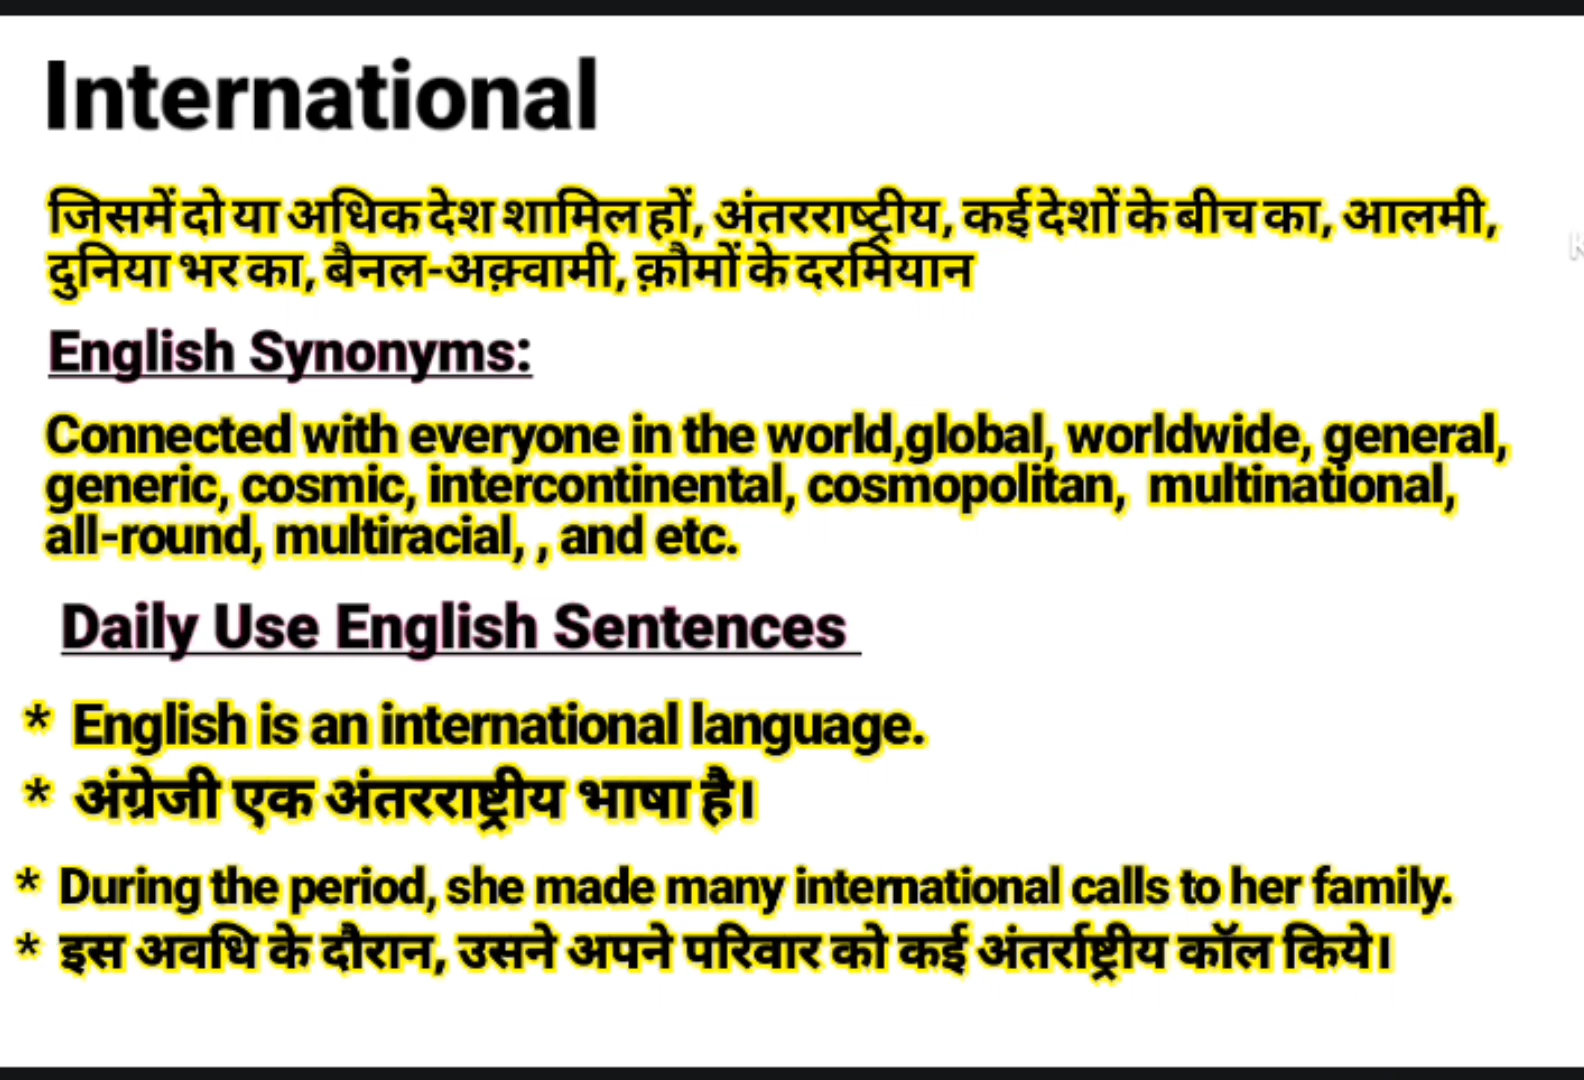 International
जिसमें दो या अधिक देश शामिल हों, अंतरराष्ट्रीय, कई देशों के बीच का, आलमी,
दुनिया भर का, बैनल-अक़्वामी, क़ौमों के दरमियान
English Synonyms:
Connected with everyone in the world,global, worldwide, general,
generic, cosmic, intercontinental, cosmopolitan,  multinational,
all-round, multiracial, , and etc.
Daily Use English Sentences
* English is an international language.
* अंग्रेजी एक अंतरराष्ट्रीय भाषा है।
* During the period, she made many international calls to her family.
* इस अवधि के दौरान, उसने अपने परिवार को कई अंतर्राष्ट्रीय कॉल किये।